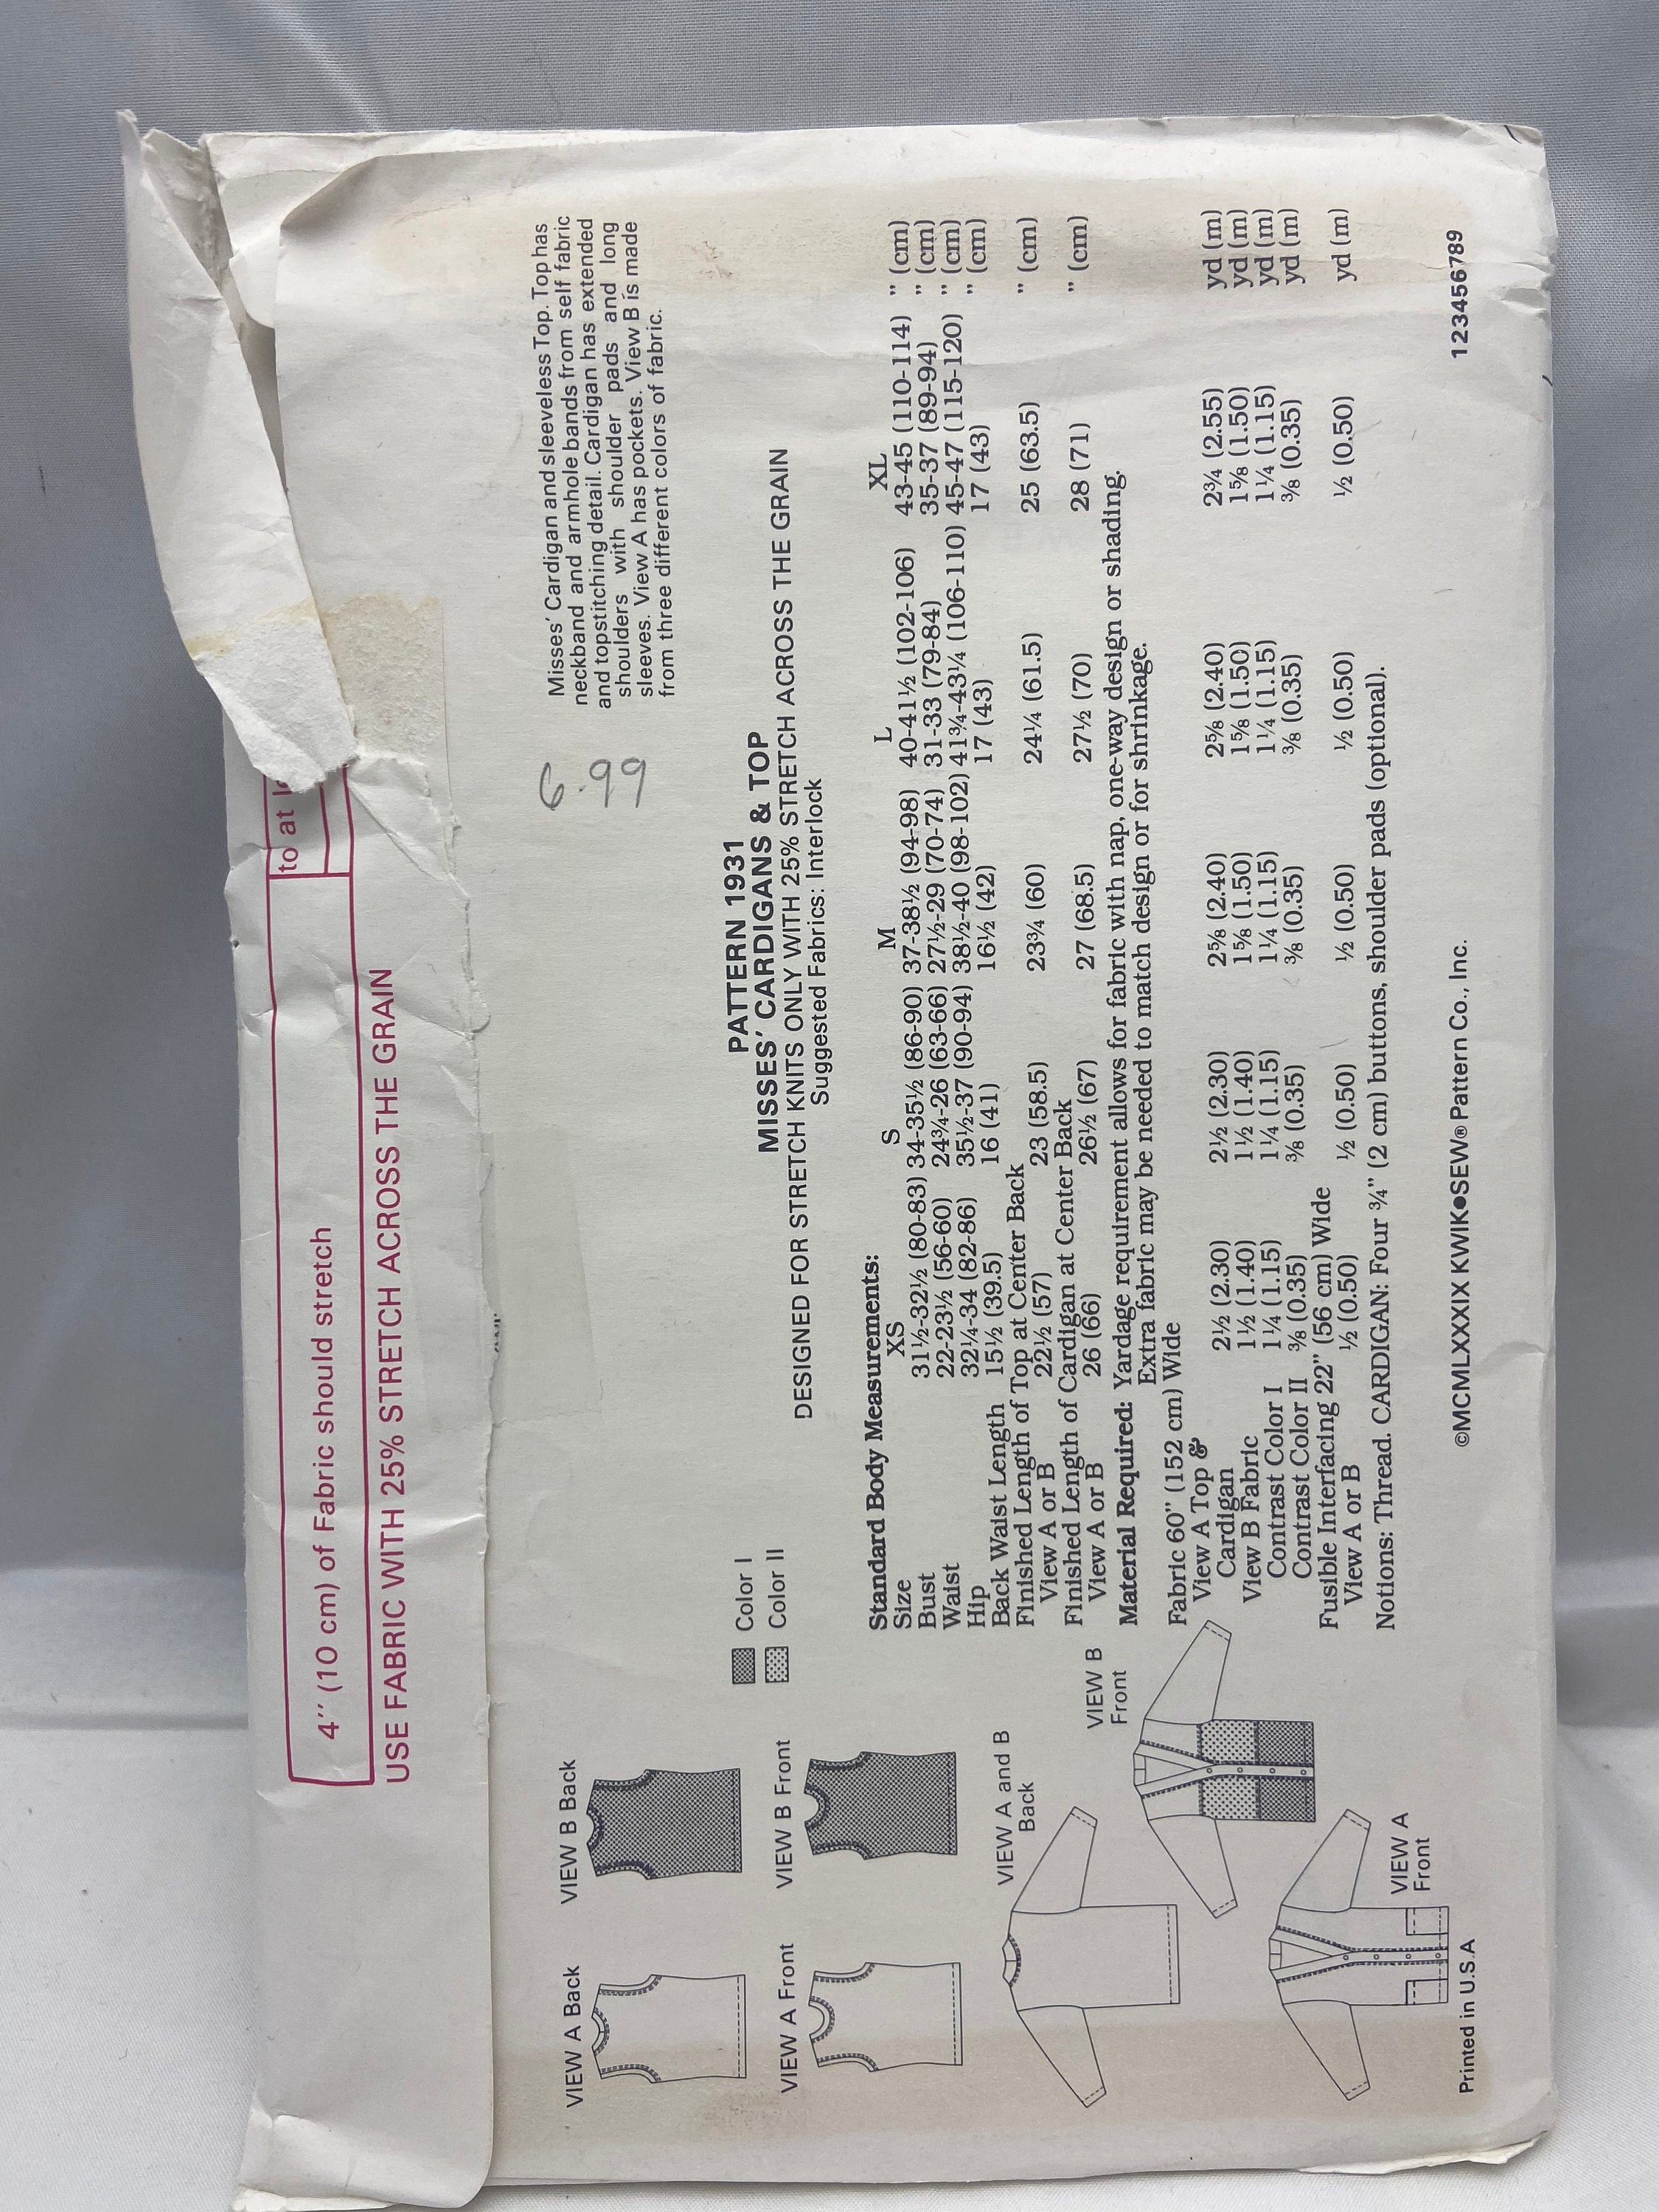 to at
4" (10 cm) of Fabric should stretch
USE FABRIC WITH 25% STRETCH ACROSS THE GRAIN
6.99
Misses' Cardigan and sleeveless Top. Top has
neckband and armhole bands from self fabric
and topstitching detail. Cardigan has extended
shoulders with shoulder pads and long
sleeves. View A has pockets. View B is made
from three different colors of fabric.
VIEW A Back
VIEW B Back
VIEW A Front
VIEW B Front
VIEW A and B
Back
VIEW B
Front
VIEW A
Front
Color I
Color II
PATTERN 1931
MISSES' CARDIGANS & TOP
DESIGNED FOR STRETCH KNITS ONLY WITH 25% STRETCH ACROSS THE GRAIN
Suggested Fabrics: Interlock
Standard Body Measurements:
Size XS S M L XL
Bust 31½-32½ (80-83) 34-35½ (86-90) 37-38½ (94-98) 40-41½ (102-106) 43-45 (110-114) " (cm)
Waist 22-23½ (56-60) 24¾-26 (63-66) 27½-29 (70-74) 31-33 (79-84) 35-37 (89-94) " (cm)
Hip 32¼-34 (82-86) 35½-37 (90-94) 38½-40 (98-102) 41¾-43¼ (106-110) 45-47 (115-120) " (cm)
Back Waist Length 15½ (39.5) 16 (41) 16½ (42) 17 (43) 17 (43) " (cm)
Finished Length of Top at Center Back
View A or B 22½ (57) 23 (58.5) 23¾ (60) 24¼ (61.5) 25 (63.5) " (cm)
Finished Length of Cardigan at Center Back
View A or B 26 (66) 26½ (67) 27 (68.5) 27½ (70) 28 (71) " (cm)
Material Required: Yardage requirement allows for fabric with nap, one-way design or shading.
Extra fabric may be needed to match design or for shrinkage.
Fabric 60" (152 cm) Wide
View A Top &
Cardigan 2½ (2.30) 2½ (2.30) 2⅝ (2.40) 2⅝ (2.40) 2¾ (2.55) yd (m)
View B Fabric 1½ (1.40) 1½ (1.40) 1⅝ (1.50) 1⅝ (1.50) 1⅝ (1.50) yd (m)
Contrast Color I 1¼ (1.15) 1¼ (1.15) 1¼ (1.15) 1¼ (1.15) 1¼ (1.15) yd (m)
Contrast Color II ⅜ (0.35) ⅜ (0.35) ⅜ (0.35) ⅜ (0.35) ⅜ (0.35) yd (m)
Fusible Interfacing 22" (56 cm) Wide
View A or B ½ (0.50) ½ (0.50) ½ (0.50) ½ (0.50) ½ (0.50) yd (m)
Notions: Thread. CARDIGAN: Four ¾" (2 cm) buttons, shoulder pads (optional).
Printed in U.S.A
©MCMLXXXIX KWIK●SEW® Pattern Co., Inc.
123456789